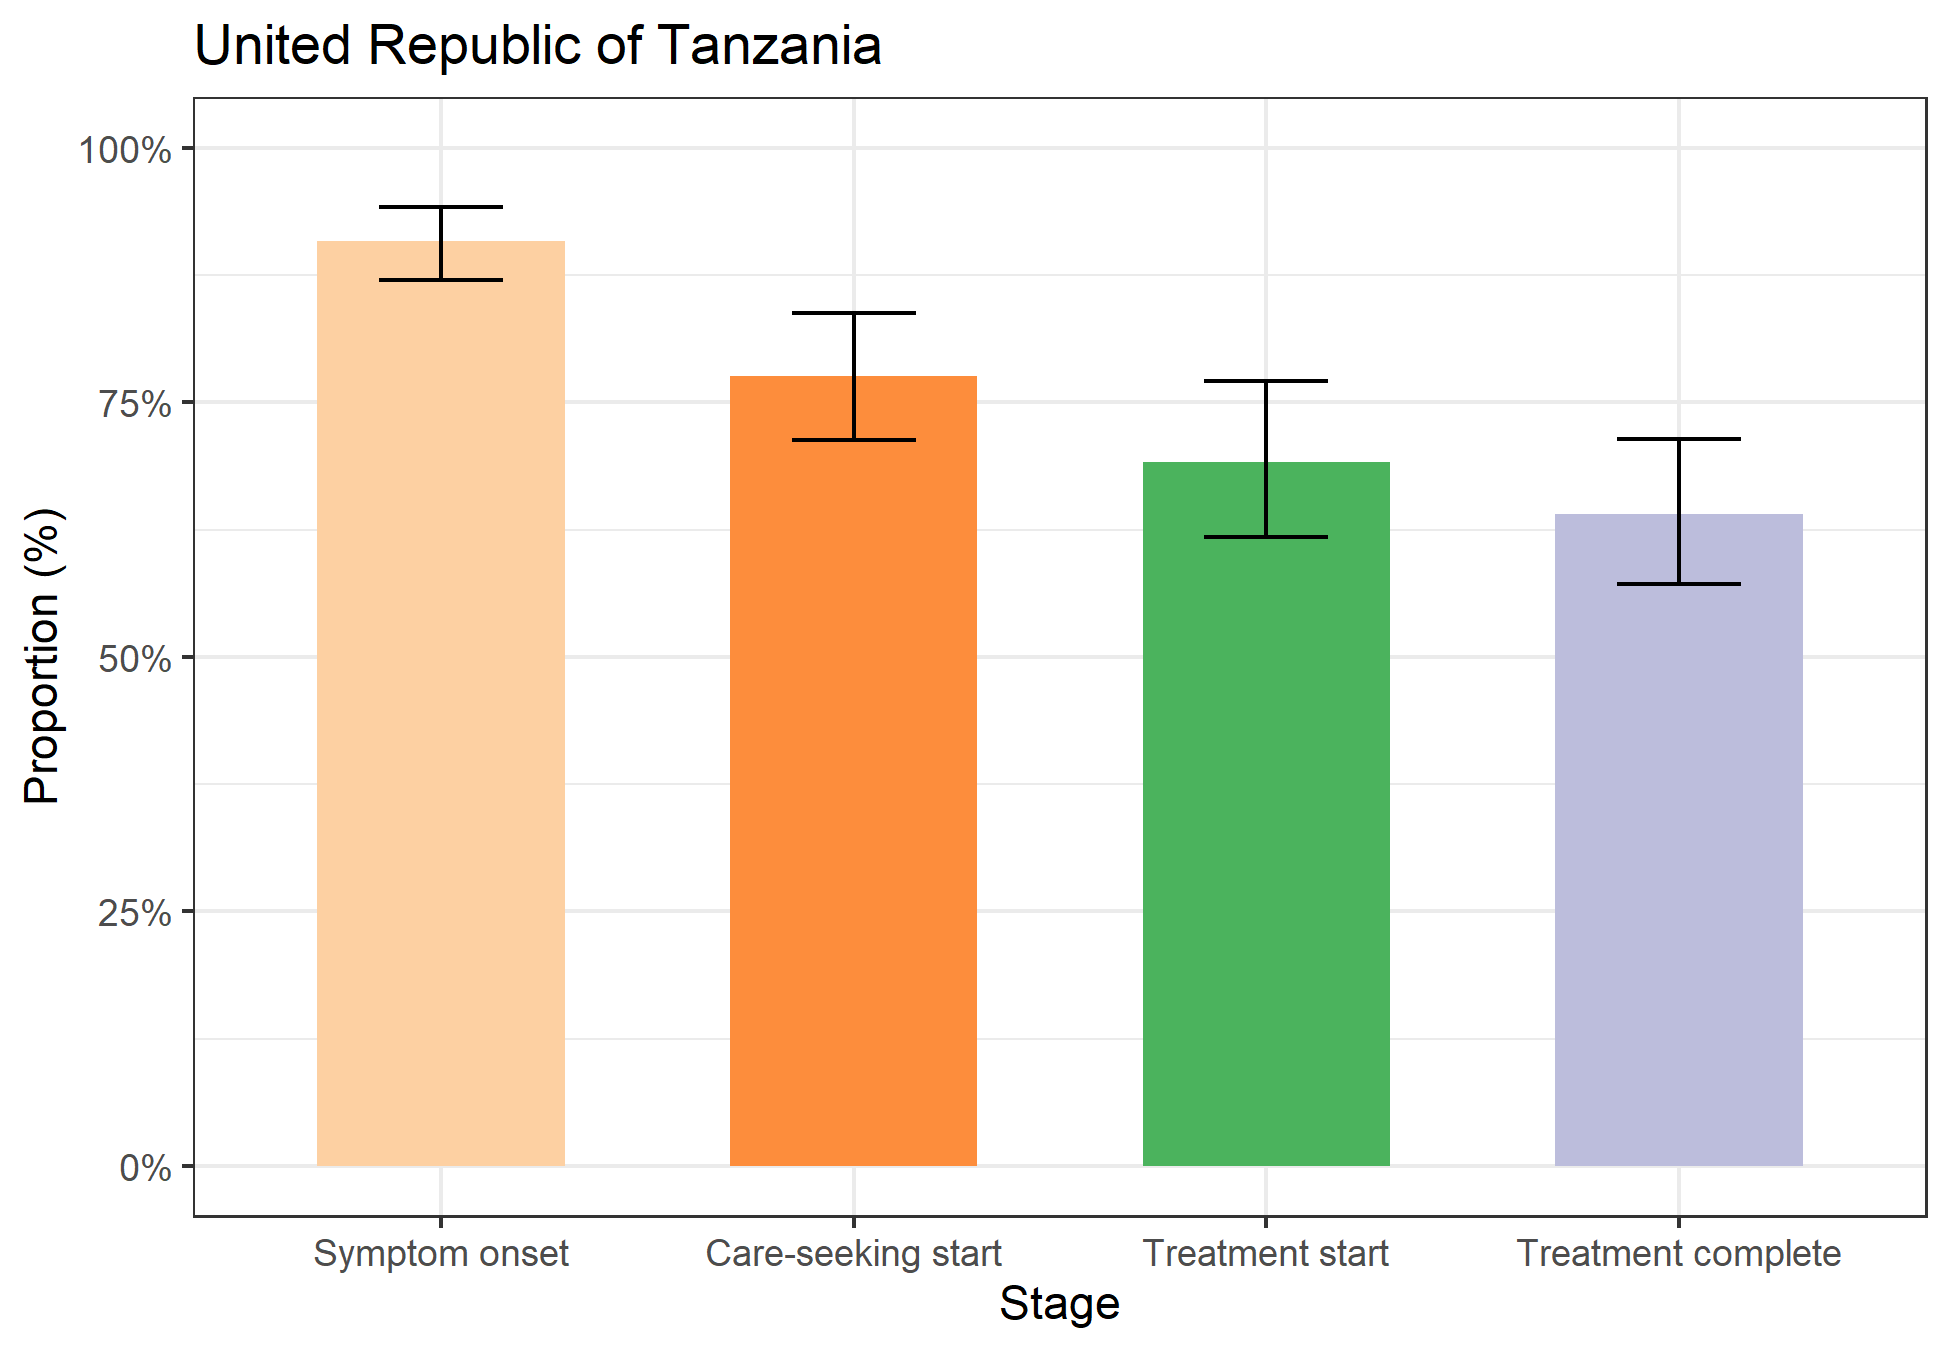 United Republic of Tanzania
Proportion (%)
100%
75%
50%
25%
0%
Symptom onset
Care-seeking start
Treatment start
Treatment complete
Stage